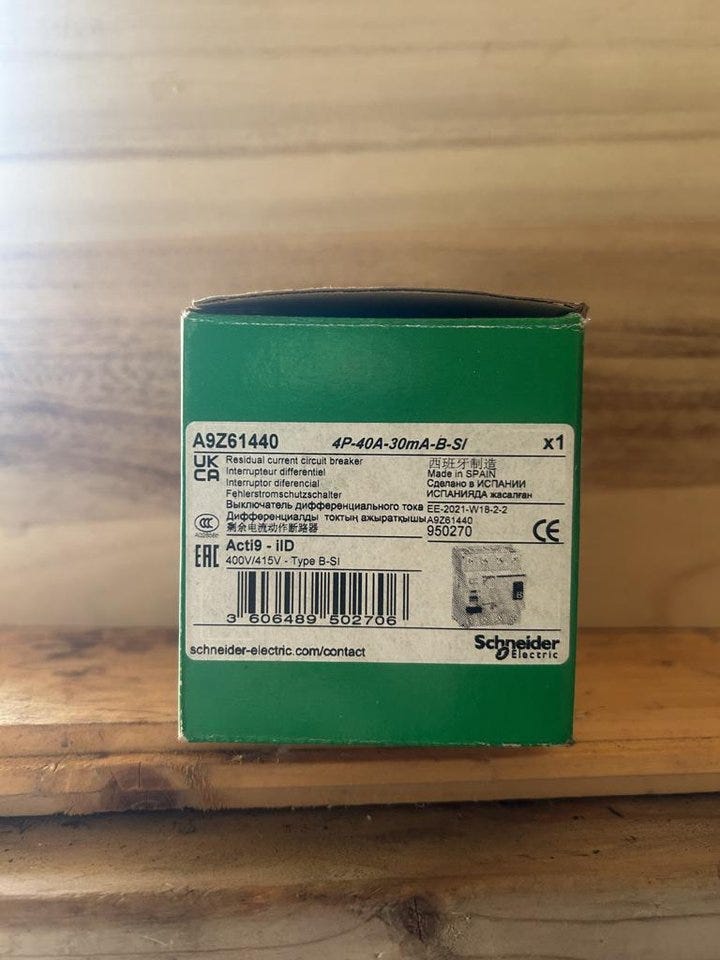 A9Z61440 4P-40A-30mA-B-SI x1
UK
CA
Residual current circuit breaker
Interrupteur différentiel
Interruptor diferencial
Fehlerstromschutzschalter
Выключатель дифференциального тока
Дифференциалды токтың ажыратқышы
剩余电流动作断路器
西班牙制造
Made in SPAIN
Сделано в ИСПАНИИ
ИСПАНИЯДА жасалған
EE-2021-W18-2-2
A9Z61440
950270
CE
CCC
EAC
Acti9 - iID
400V/415V - Type B-SI
3 606489 502706
schneider-electric.com/contact
Schneider
Electric